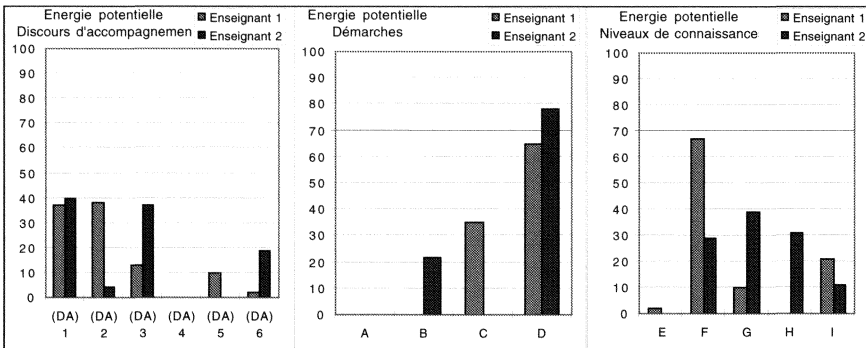 Energie potentielle
Discours d'accompagnemen
Enseignant 1
Enseignant 2
100
90
80
70
60
50
40
30
20
10
0
(DA) (DA) (DA) (DA) (DA) (DA)
1 2 3 4 5 6
Energie potentielle
Démarches
Enseignant 1
Enseignant 2
100
90
80
70
60
50
40
30
20
10
0
A B C D
Energie potentielle
Niveaux de connaissance
Enseignant 1
Enseignant 2
100
90
80
70
60
50
40
30
20
10
0
E F G H I